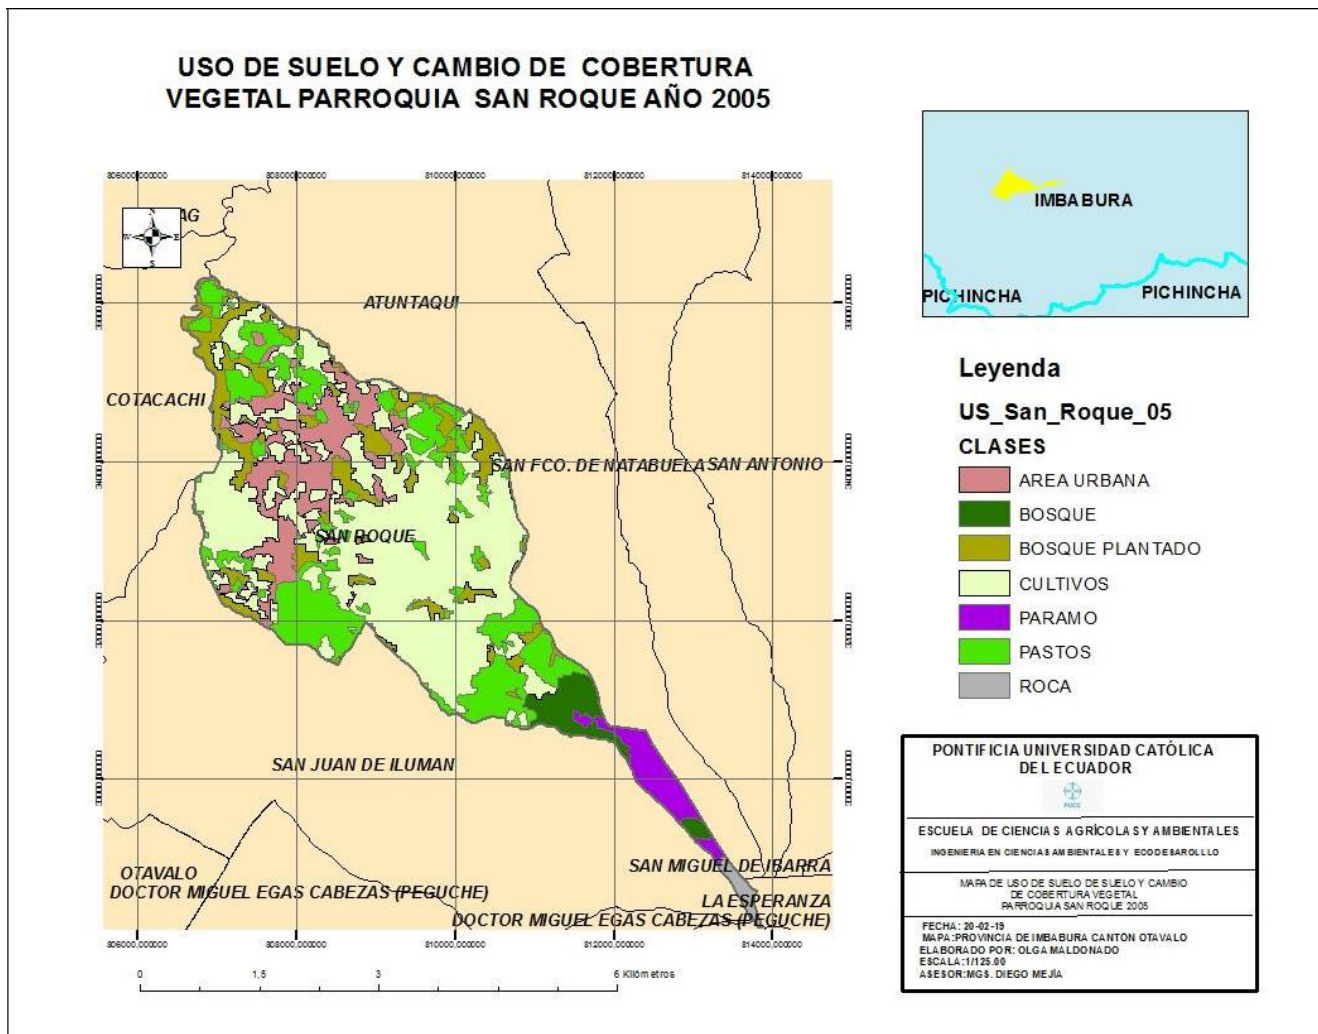 USO DE SUELO Y CAMBIO DE COBERTURA
VEGETAL PARROQUIA SAN ROQUE AÑO 2005
806000,000000 808000,000000 810000,000000 812000,000000 814000,000000
AG
N
W E
S
ATUNTAQUI
COTACACHI
SAN FCO. DE NATABUELA SAN ANTONIO
SAN ROQUE
SAN JUAN DE ILUMAN
OTAVALO
SAN MIGUEL DE IBARRA
DOCTOR MIGUEL EGAS CABEZAS (PEGUCHE)
LA ESPERANZA
DOCTOR MIGUEL EGAS CABEZAS (PEGUCHE)
806000,000000 808000,000000 810000,000000 812000,000000 814000,000000
0 1,5 3 6 Kilómetros
IMBABURA
PICHINCHA
PICHINCHA
Leyenda
US_San_Roque_05
CLASES
AREA URBANA
BOSQUE
BOSQUE PLANTADO
CULTIVOS
PARAMO
PASTOS
ROCA
PONTIFICIA UNIVERSIDAD CATÓLICA
DEL ECUADOR
PUCE
ESCUELA DE CIENCIAS AGRÍCOLAS Y AMBIENTALES
INGENIERIA EN CIENCIAS AMBIENTALES Y ECODESAROLLLO
MAPA DE USO DE SUELO DE SUELO Y CAMBIO
DE COBERTURA VEGETAL
PARROQUIA SAN ROQUE 2005
FECHA: 20-02-19
MAPA:PROVINCIA DE IMBABURA CANTÓN OTAVALO
ELABORADO POR: OLGA MALDONADO
ESCALA:1/125.00
ASESOR:MGS. DIEGO MEJÍA